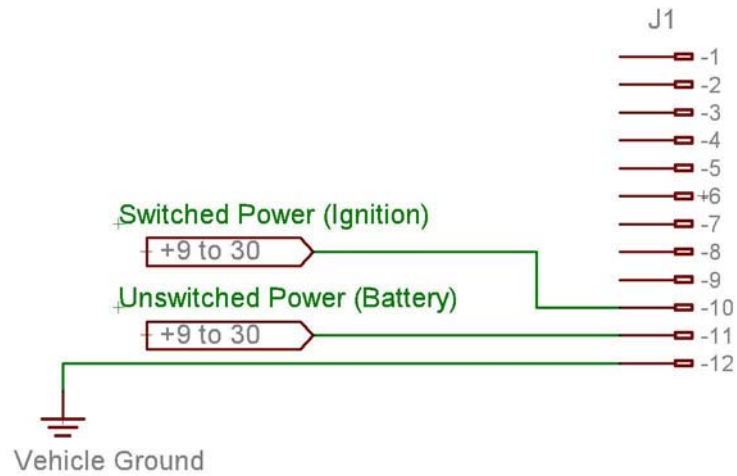 J1
-1
-2
-3
-4
-5
+6
Switched Power (Ignition)
-7
+9 to 30
-8
-9
Unswitched Power (Battery)
-10
+9 to 30
-11
-12
Vehicle Ground